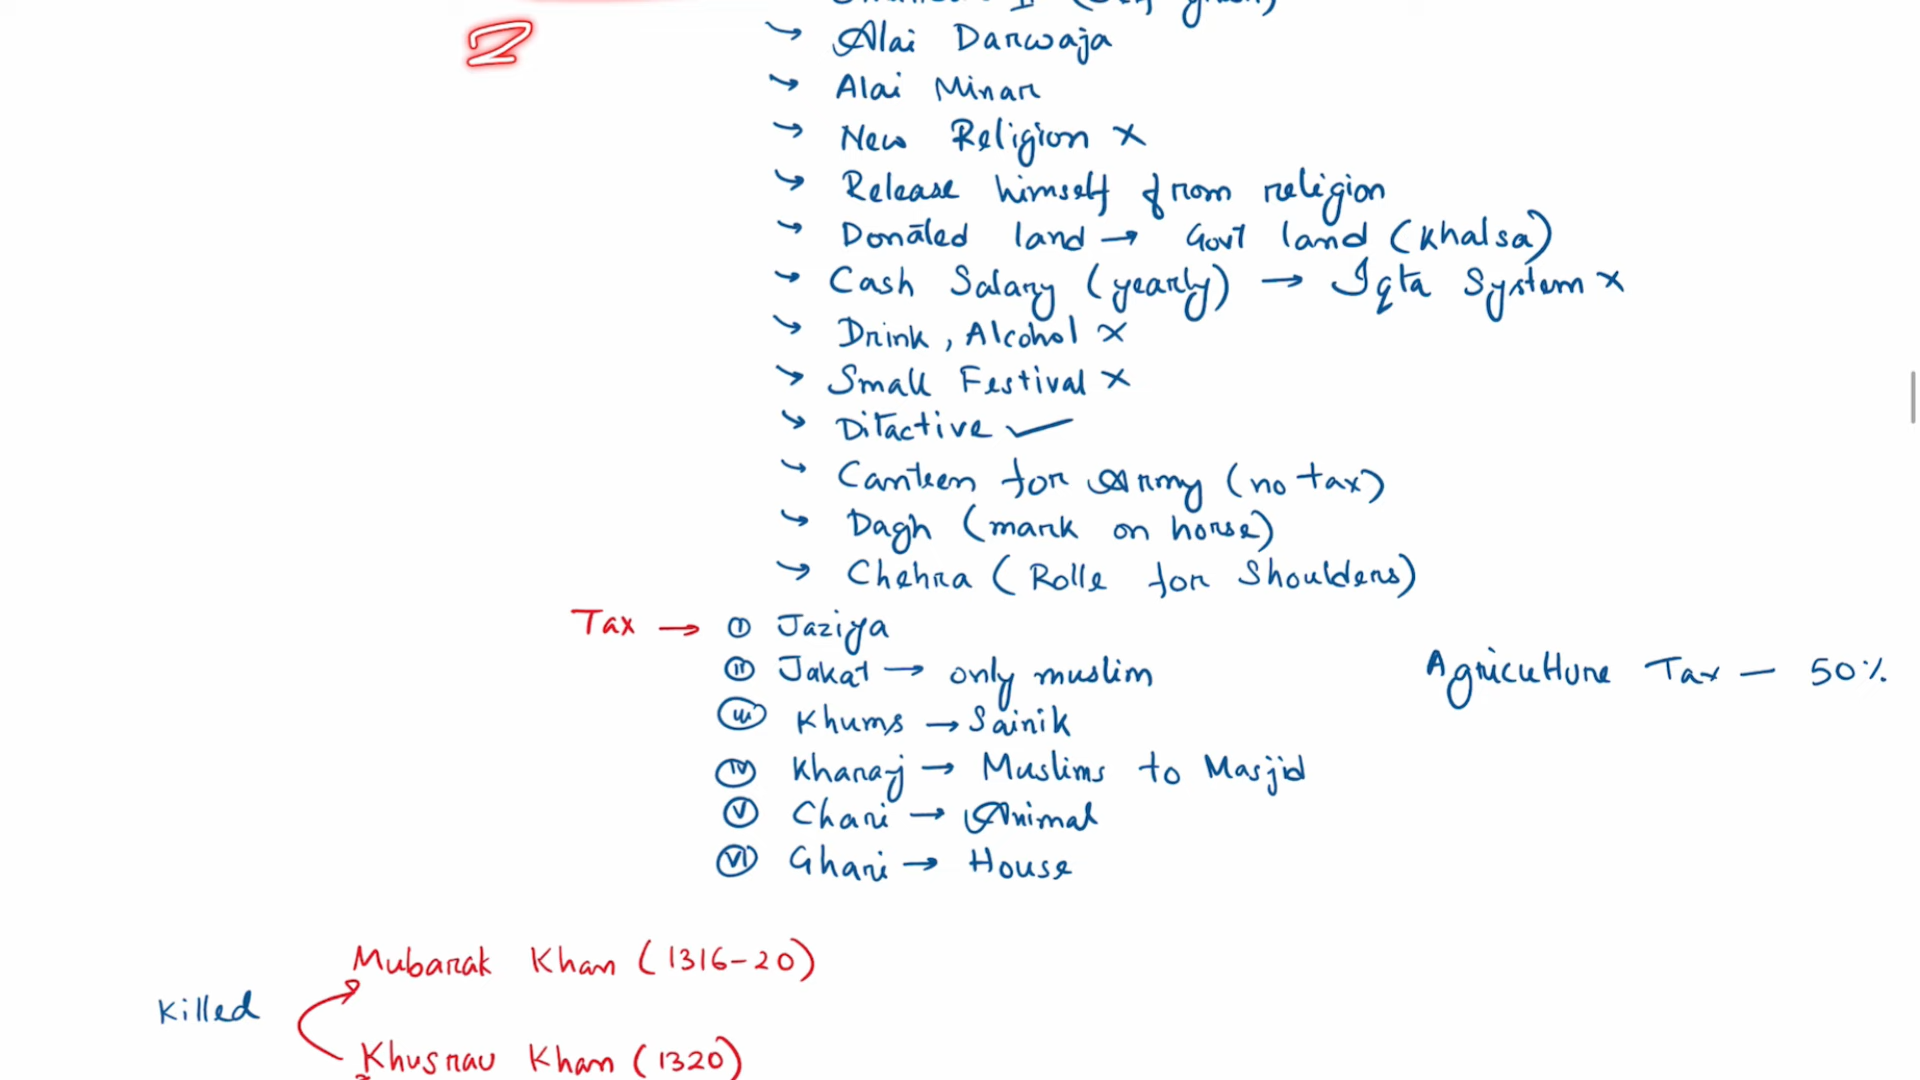 2
→ Alai Darwaja
→ Alai Minar
→ New Religion ×
→ Release himself from religion
→ Donated land → Govt land (Khalsa)
→ Cash Salary (yearly) → Iqta System ×
→ Drink, Alcohol ×
→ Small Festival ×
→ Ditactive ✓
→ Canteen for Army (no tax)
→ Dagh (mark on horse)
→ Chehra (Rolle for Shoulders)
Tax → (i) Jaziya
(ii) Jakat → only muslim
Agriculture Tax — 50%
(iii) Khums → Sainik
(iv) Kharaj → Muslims to Masjid
(v) Chari → Animal
(vi) Ghari → House
Mubarak Khan (1316-20)
Killed
Khusrau Khan (1320)